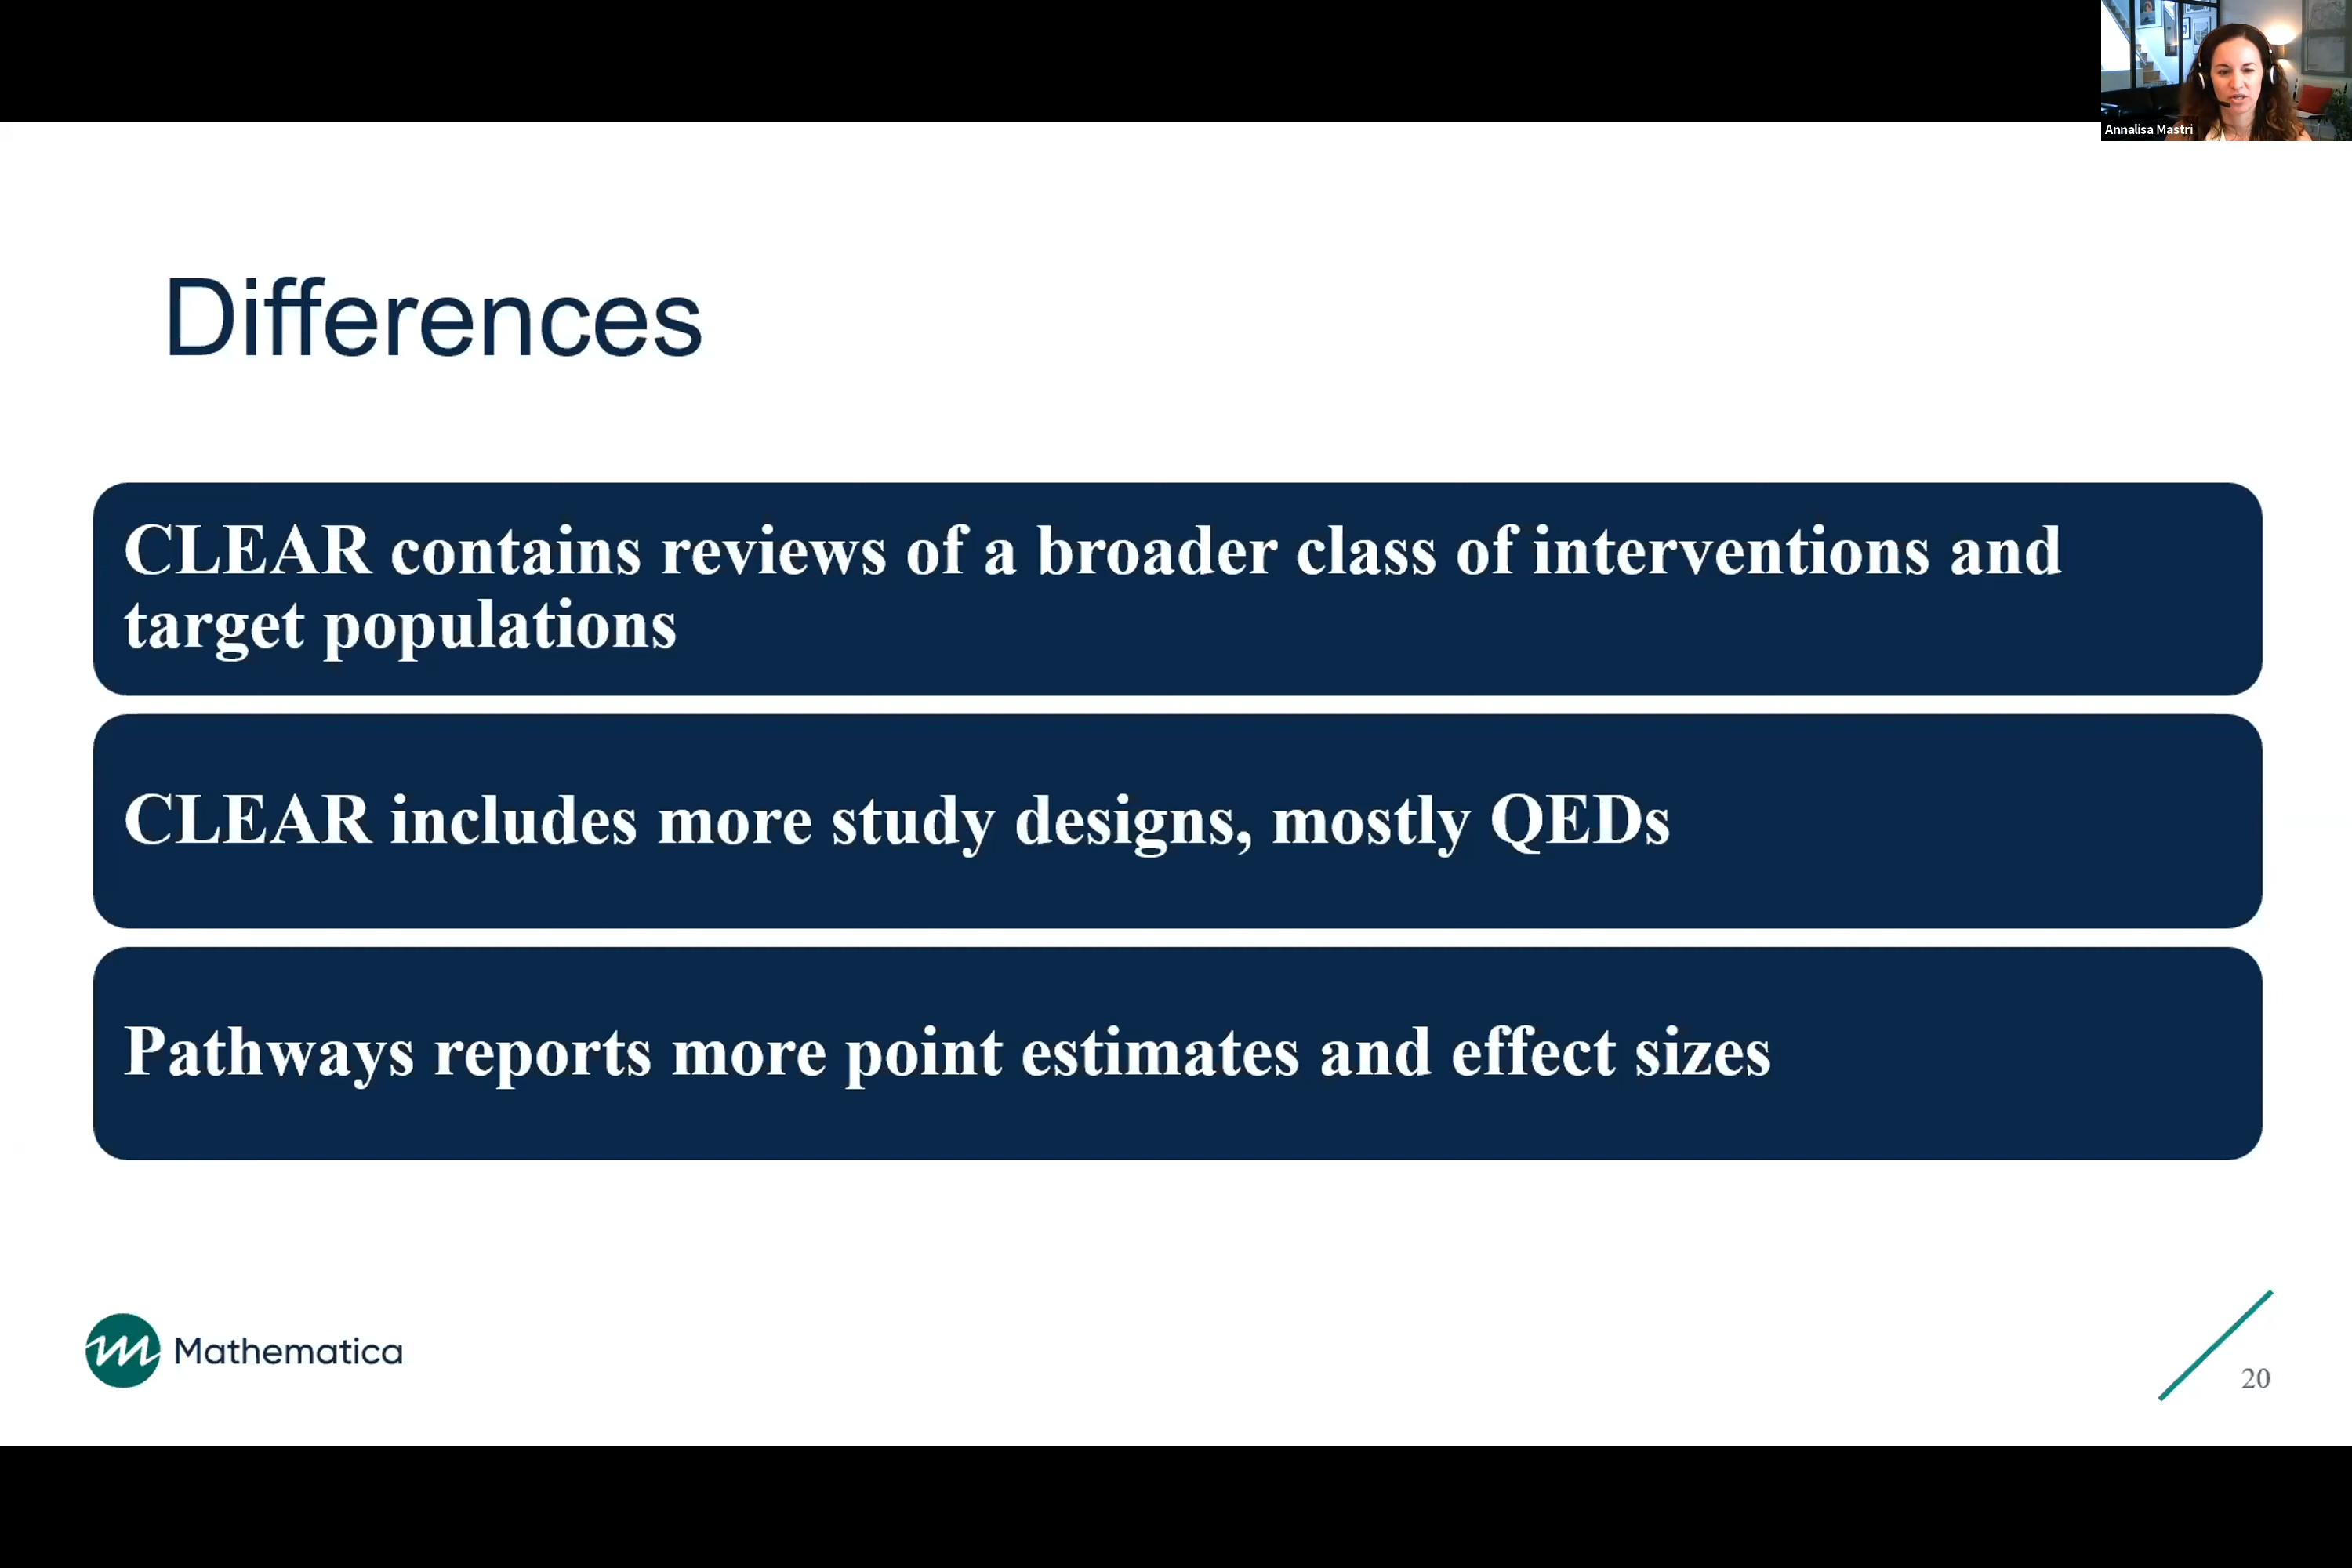 Annalisa Mastri
Differences
CLEAR contains reviews of a broader class of interventions and
target populations
CLEAR includes more study designs, mostly QEDs
Pathways reports more point estimates and effect sizes
Mathematica
20